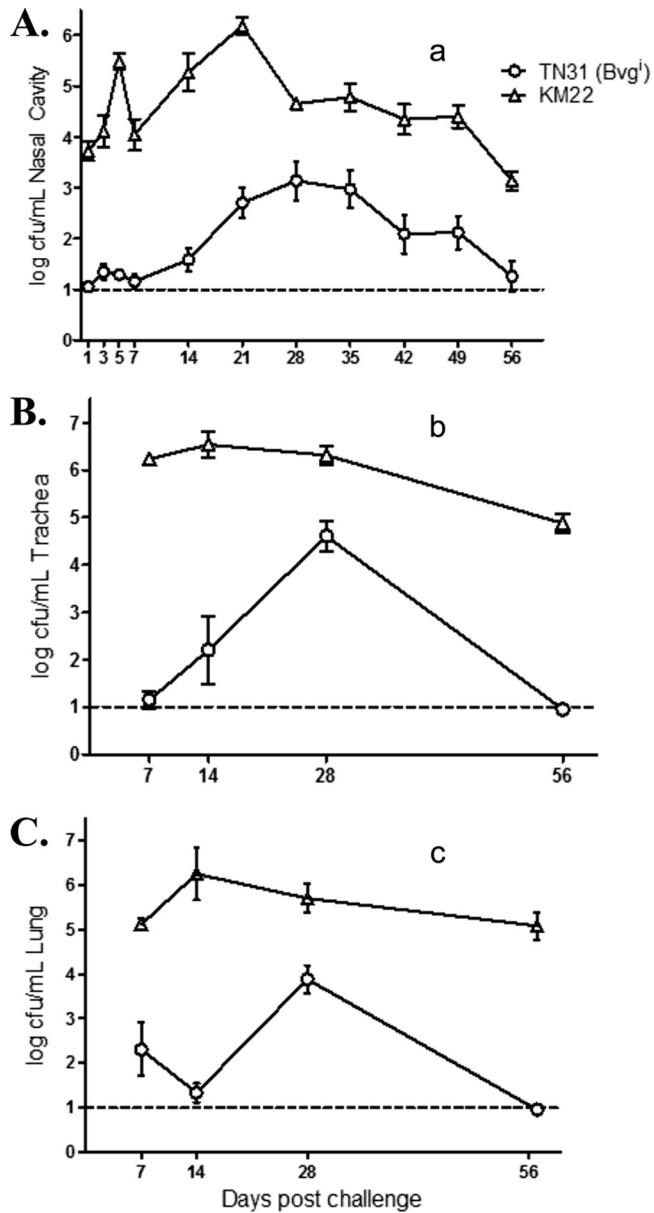 A.
a
TN31 (Bvgⁱ)
KM22
log cfu/mL Nasal Cavity
6
5
4
3
2
1
0
1 3 5 7 14 21 28 35 42 49 56
B.
b
log cfu/mL Trachea
7
6
5
4
3
2
1
0
7 14 28 56
C.
c
log cfu/mL Lung
7
6
5
4
3
2
1
0
7 14 28 56
Days post challenge